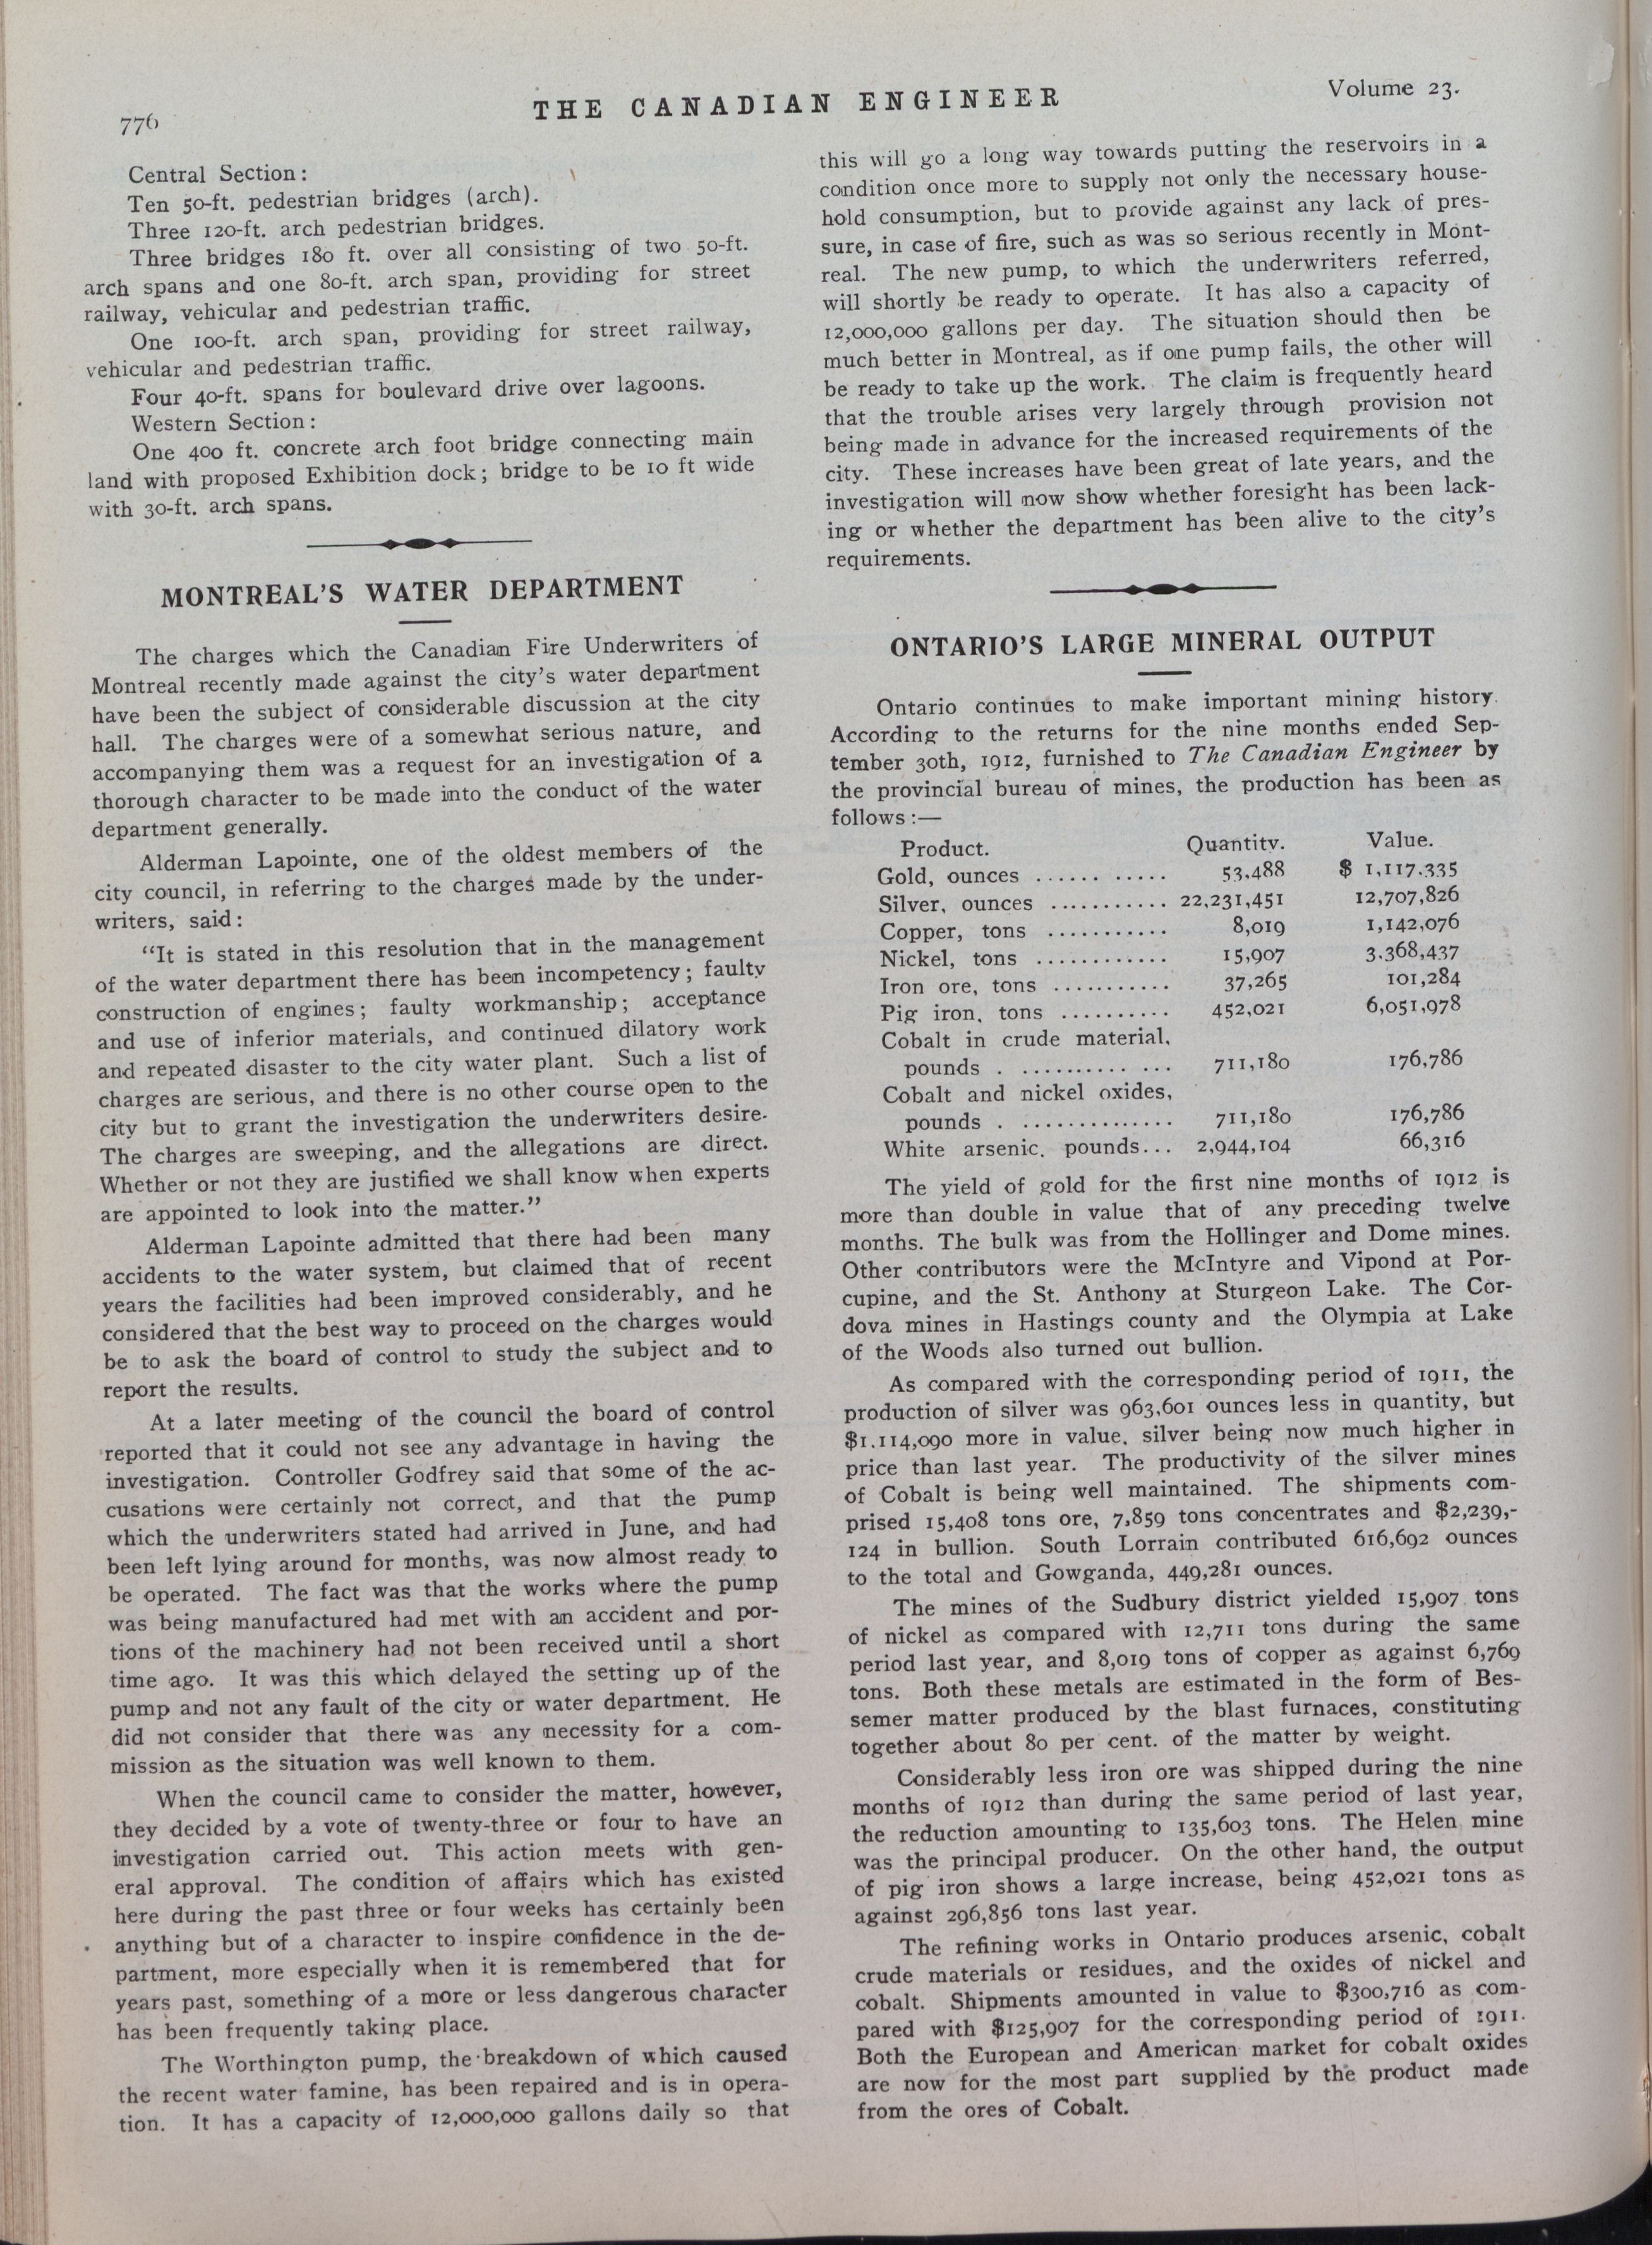 776
THE CANADIAN ENGINEER
Volume 23.
Central Section:
Ten 50-ft. pedestrian bridges (arch).
Three 120-ft. arch pedestrian bridges.
Three bridges 180 ft. over all consisting of two 50-ft.
arch spans and one 80-ft. arch span, providing for street
railway, vehicular and pedestrian traffic.
One 100-ft. arch span, providing for street railway,
vehicular and pedestrian traffic.
Four 40-ft. spans for boulevard drive over lagoons.
Western Section:
One 400 ft. concrete arch foot bridge connecting main
land with proposed Exhibition dock; bridge to be 10 ft wide
with 30-ft. arch spans.
MONTREAL'S WATER DEPARTMENT
The charges which the Canadian Fire Underwriters of
Montreal recently made against the city's water department
have been the subject of considerable discussion at the city
hall. The charges were of a somewhat serious nature, and
accompanying them was a request for an investigation of a
thorough character to be made into the conduct of the water
department generally.
Alderman Lapointe, one of the oldest members of the
city council, in referring to the charges made by the under-
writers, said:
"It is stated in this resolution that in the management
of the water department there has been incompetency; faulty
construction of engines; faulty workmanship; acceptance
and use of inferior materials, and continued dilatory work
and repeated disaster to the city water plant. Such a list of
charges are serious, and there is no other course open to the
city but to grant the investigation the underwriters desire.
The charges are sweeping, and the allegations are direct.
Whether or not they are justified we shall know when experts
are appointed to look into the matter."
Alderman Lapointe admitted that there had been many
accidents to the water system, but claimed that of recent
years the facilities had been improved considerably, and he
considered that the best way to proceed on the charges would
be to ask the board of control to study the subject and to
report the results.
At a later meeting of the council the board of control
reported that it could not see any advantage in having the
investigation. Controller Godfrey said that some of the ac-
cusations were certainly not correct, and that the pump
which the underwriters stated had arrived in June, and had
been left lying around for months, was now almost ready to
be operated. The fact was that the works where the pump
was being manufactured had met with an accident and por-
tions of the machinery had not been received until a short
time ago. It was this which delayed the setting up of the
pump and not any fault of the city or water department. He
did not consider that there was any necessity for a com-
mission as the situation was well known to them.
When the council came to consider the matter, however,
they decided by a vote of twenty-three or four to have an
investigation carried out. This action meets with gen-
eral approval. The condition of affairs which has existed
here during the past three or four weeks has certainly been
anything but of a character to inspire confidence in the de-
partment, more especially when it is remembered that for
years past, something of a more or less dangerous character
has been frequently taking place.
The Worthington pump, the breakdown of which caused
the recent water famine, has been repaired and is in opera-
tion. It has a capacity of 12,000,000 gallons daily so that
this will go a long way towards putting the reservoirs in a
condition once more to supply not only the necessary house-
hold consumption, but to provide against any lack of pres-
sure, in case of fire, such as was so serious recently in Mont-
real. The new pump, to which the underwriters referred,
will shortly be ready to operate. It has also a capacity of
12,000,000 gallons per day. The situation should then be
much better in Montreal, as if one pump fails, the other will
be ready to take up the work. The claim is frequently heard
that the trouble arises very largely through provision not
being made in advance for the increased requirements of the
city. These increases have been great of late years, and the
investigation will now show whether foresight has been lack-
ing or whether the department has been alive to the city's
requirements.
ONTARIO'S LARGE MINERAL OUTPUT
Ontario continues to make important mining history.
According to the returns for the nine months ended Sep-
tember 30th, 1912, furnished to The Canadian Engineer by
the provincial bureau of mines, the production has been as
follows:—
Product. Quantity. Value.
Gold, ounces ...... ..... 53,488 $ 1,117,335
Silver, ounces ........... 22,231,451 12,707,826
Copper, tons ........... 8,019 1,142,076
Nickel, tons ............ 15,907 3,368,437
Iron ore, tons ........... 37,265 101,284
Pig iron, tons .......... 452,021 6,051,978
Cobalt in crude material,
pounds . .......... ... 711,180 176,786
Cobalt and nickel oxides,
pounds . .............. 711,180 176,786
White arsenic, pounds... 2,944,104 66,316
The yield of gold for the first nine months of 1912 is
more than double in value that of any preceding twelve
months. The bulk was from the Hollinger and Dome mines.
Other contributors were the McIntyre and Vipond at Por-
cupine, and the St. Anthony at Sturgeon Lake. The Cor-
dova mines in Hastings county and the Olympia at Lake
of the Woods also turned out bullion.
As compared with the corresponding period of 1911, the
production of silver was 963,601 ounces less in quantity, but
$1,114,090 more in value, silver being now much higher in
price than last year. The productivity of the silver mines
of Cobalt is being well maintained. The shipments com-
prised 15,408 tons ore, 7,859 tons concentrates and $2,239,-
124 in bullion. South Lorrain contributed 616,692 ounces
to the total and Gowganda, 449,281 ounces.
The mines of the Sudbury district yielded 15,907 tons
of nickel as compared with 12,711 tons during the same
period last year, and 8,019 tons of copper as against 6,769
tons. Both these metals are estimated in the form of Bes-
semer matter produced by the blast furnaces, constituting
together about 80 per cent. of the matter by weight.
Considerably less iron ore was shipped during the nine
months of 1912 than during the same period of last year,
the reduction amounting to 135,603 tons. The Helen mine
was the principal producer. On the other hand, the output
of pig iron shows a large increase, being 452,021 tons as
against 296,856 tons last year.
The refining works in Ontario produces arsenic, cobalt
crude materials or residues, and the oxides of nickel and
cobalt. Shipments amounted in value to $300,716 as com-
pared with $125,907 for the corresponding period of 1911.
Both the European and American market for cobalt oxides
are now for the most part supplied by the product made
from the ores of Cobalt.